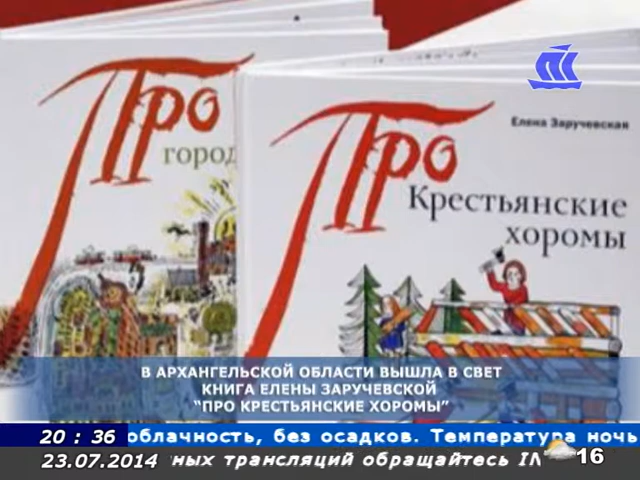 Про
город
Елена Заручевская
Про
Крестьянские
хоромы
В АРХАНГЕЛЬСКОЙ ОБЛАСТИ ВЫШЛА В СВЕТ
КНИГА ЕЛЕНЫ ЗАРУЧЕВСКОЙ
“ПРО КРЕСТЬЯНСКИЕ ХОРОМЫ”
20 : 36 облачность, без осадков. Температура ночь
23.07.2014 ных трансляций обращайтесь 16